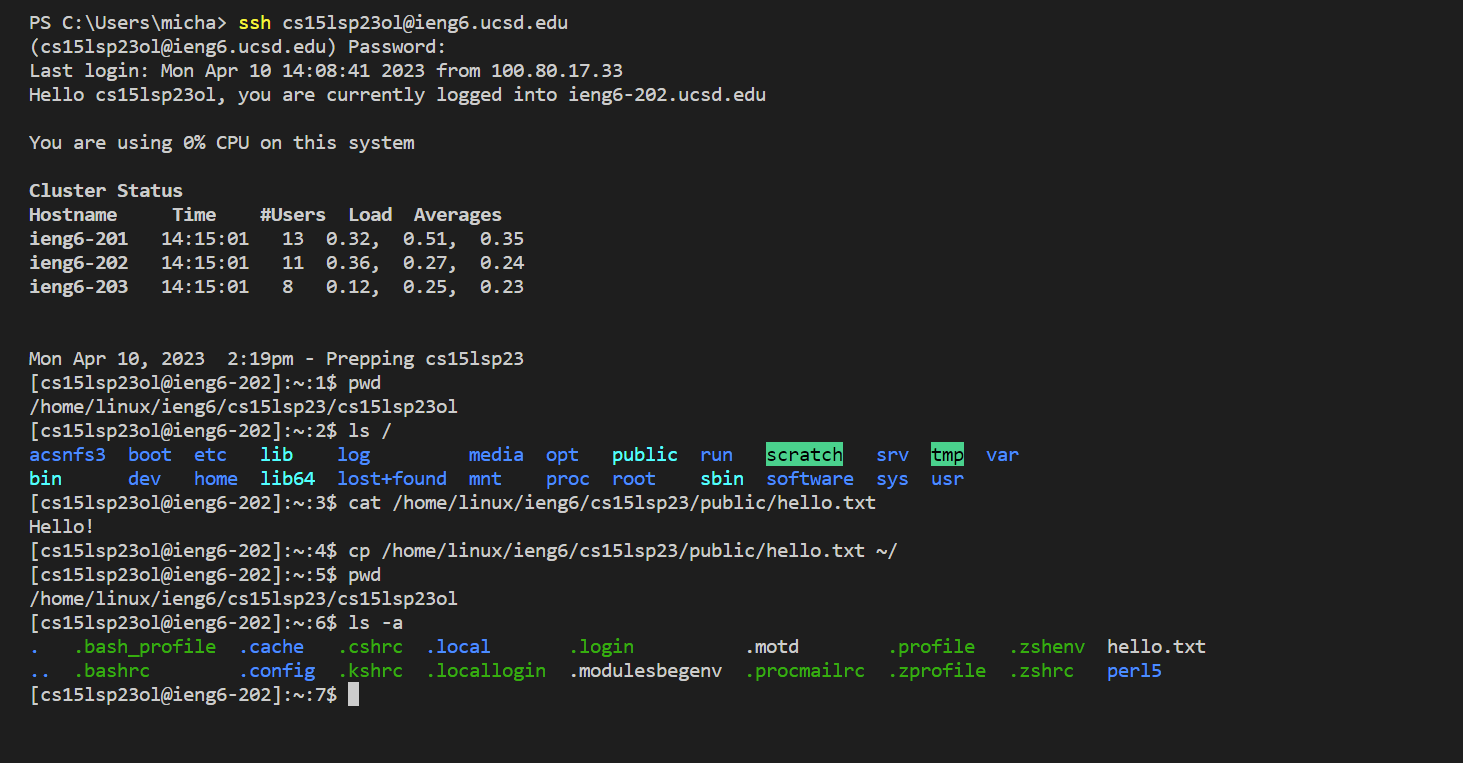 PS C:\Users\micha> ssh cs15lsp23ol@ieng6.ucsd.edu
(cs15lsp23ol@ieng6.ucsd.edu) Password:
Last login: Mon Apr 10 14:08:41 2023 from 100.80.17.33
Hello cs15lsp23ol, you are currently logged into ieng6-202.ucsd.edu
You are using 0% CPU on this system
Cluster Status
Hostname     Time    #Users  Load  Averages
ieng6-201   14:15:01   13  0.32,  0.51,  0.35
ieng6-202   14:15:01   11  0.36,  0.27,  0.24
ieng6-203   14:15:01   8   0.12,  0.25,  0.23
Mon Apr 10, 2023  2:19pm - Prepping cs15lsp23
[cs15lsp23ol@ieng6-202]:~:1$ pwd
/home/linux/ieng6/cs15lsp23/cs15lsp23ol
[cs15lsp23ol@ieng6-202]:~:2$ ls /
acsnfs3  boot  etc   lib    log         media  opt   public  run   scratch   srv  tmp  var
bin      dev   home  lib64  lost+found  mnt    proc  root    sbin  software  sys  usr
[cs15lsp23ol@ieng6-202]:~:3$ cat /home/linux/ieng6/cs15lsp23/public/hello.txt
Hello!
[cs15lsp23ol@ieng6-202]:~:4$ cp /home/linux/ieng6/cs15lsp23/public/hello.txt ~/
[cs15lsp23ol@ieng6-202]:~:5$ pwd
/home/linux/ieng6/cs15lsp23/cs15lsp23ol
[cs15lsp23ol@ieng6-202]:~:6$ ls -a
.   .bash_profile  .cache   .cshrc  .local       .login          .motd        .profile   .zshenv  hello.txt
..  .bashrc        .config  .kshrc  .locallogin  .modulesbegenv  .procmailrc  .zprofile  .zshrc   perl5
[cs15lsp23ol@ieng6-202]:~:7$